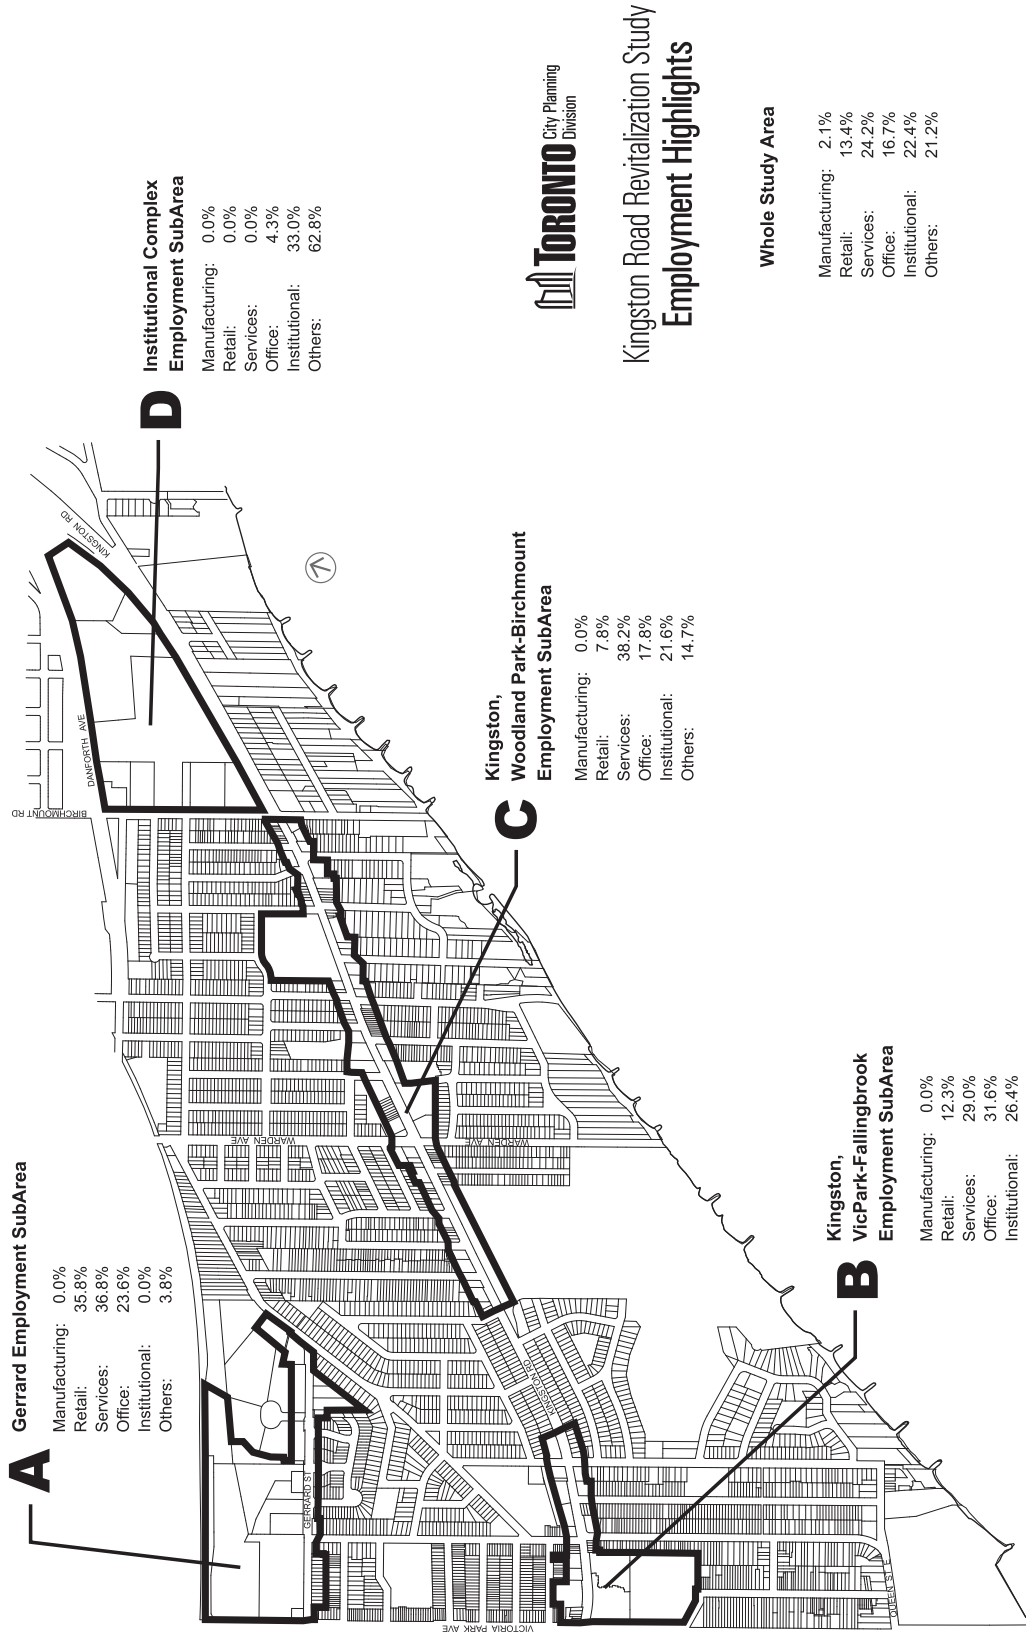 A
Gerrard Employment SubArea
Manufacturing: 0.0%
Retail: 35.8%
Services: 36.8%
Office: 23.6%
Institutional: 0.0%
Others: 3.8%
D
Institutional Complex
Employment SubArea
Manufacturing: 0.0%
Retail: 0.0%
Services: 0.0%
Office: 4.3%
Institutional: 33.0%
Others: 62.8%
KINGSTON RD
DANFORTH AVE
BIRCHMOUNT RD
WARDEN AVE
WARDEN AVE
GERRARD ST
KINGSTON RD
VICTORIA PARK AVE
QUEEN ST E
C
Kingston,
Woodland Park-Birchmount
Employment SubArea
Manufacturing: 0.0%
Retail: 7.8%
Services: 38.2%
Office: 17.8%
Institutional: 21.6%
Others: 14.7%
B
Kingston,
VicPark-Fallingbrook
Employment SubArea
Manufacturing: 0.0%
Retail: 12.3%
Services: 29.0%
Office: 31.6%
Institutional: 26.4%
TORONTO City Planning
Division
Kingston Road Revitalization Study
Employment Highlights
Whole Study Area
Manufacturing: 2.1%
Retail: 13.4%
Services: 24.2%
Office: 16.7%
Institutional: 22.4%
Others: 21.2%